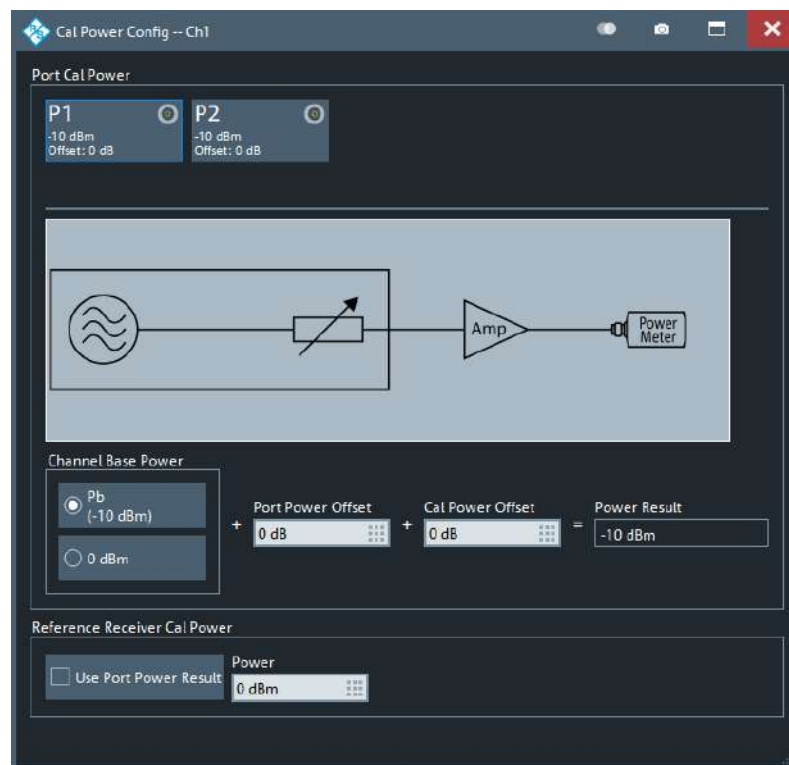 Cal Power Config -- Ch1
Port Cal Power
P1
-10 dBm
Offset: 0 dB
P2
-10 dBm
Offset: 0 dB
Amp
Power
Meter
Channel Base Power
Pb
(-10 dBm)
0 dBm
+
Port Power Offset
0 dB
+
Cal Power Offset
0 dB
=
Power Result
-10 dBm
Reference Receiver Cal Power
Use Port Power Result
Power
0 dBm